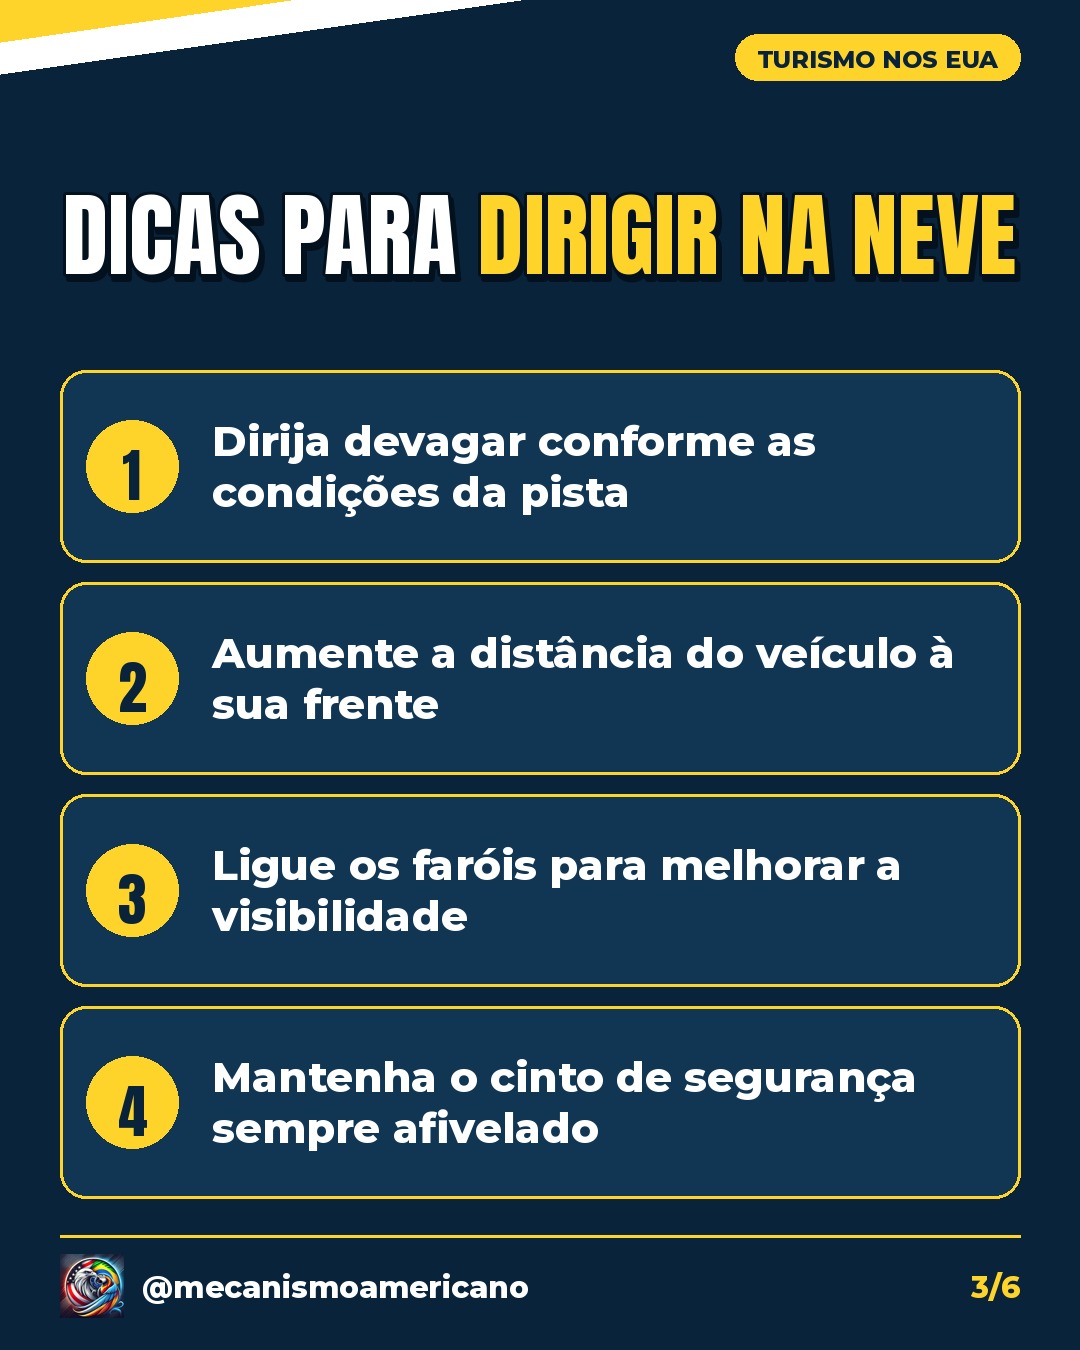 TURISMO NOS EUA
DICAS PARA DIRIGIR NA NEVE
1
Dirija devagar conforme as
condições da pista
2
Aumente a distância do veículo à
sua frente
3
Ligue os faróis para melhorar a
visibilidade
4
Mantenha o cinto de segurança
sempre afivelado
@mecanismoamericano
3/6